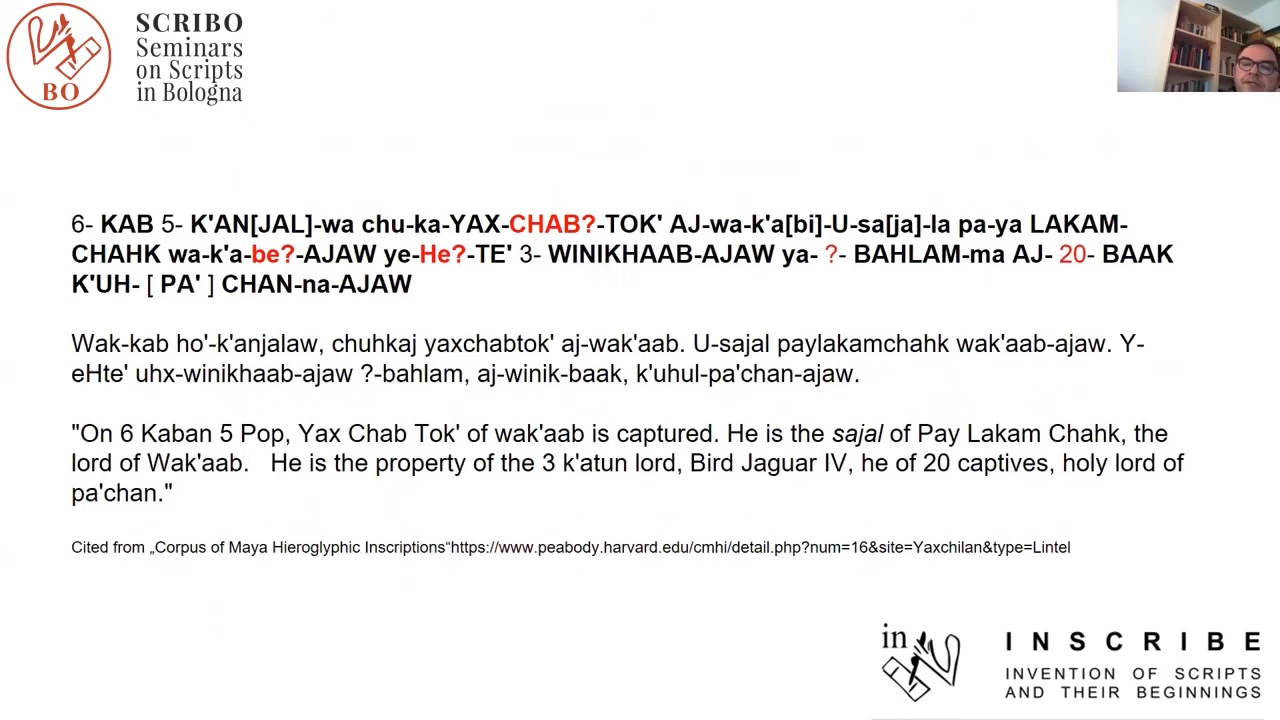 SCRIBO
Seminars
on Scripts
in Bologna
BO
6- KAB 5- K'AN[JAL]-wa chu-ka-YAX-CHAB?-TOK' AJ-wa-k'a[bi]-U-sa[ja]-la pa-ya LAKAM-
CHAHK wa-k'a-be?-AJAW ye-He?-TE' 3- WINIKHAAB-AJAW ya- ?- BAHLAM-ma AJ- 20- BAAK
K'UH- [ PA' ] CHAN-na-AJAW
Wak-kab ho'-k'anjalaw, chuhkaj yaxchabtok' aj-wak'aab. U-sajal paylakamchahk wak'aab-ajaw. Y-
eHte' uhx-winikhaab-ajaw ?-bahlam, aj-winik-baak, k'uhul-pa'chan-ajaw.
"On 6 Kaban 5 Pop, Yax Chab Tok' of wak'aab is captured. He is the sajal of Pay Lakam Chahk, the
lord of Wak'aab. He is the property of the 3 k'atun lord, Bird Jaguar IV, he of 20 captives, holy lord of
pa'chan."
Cited from „Corpus of Maya Hieroglyphic Inscriptions“https://www.peabody.harvard.edu/cmhi/detail.php?num=16&site=Yaxchilan&type=Lintel
in
INSCRIBE
INVENTION OF SCRIPTS
AND THEIR BEGINNINGS